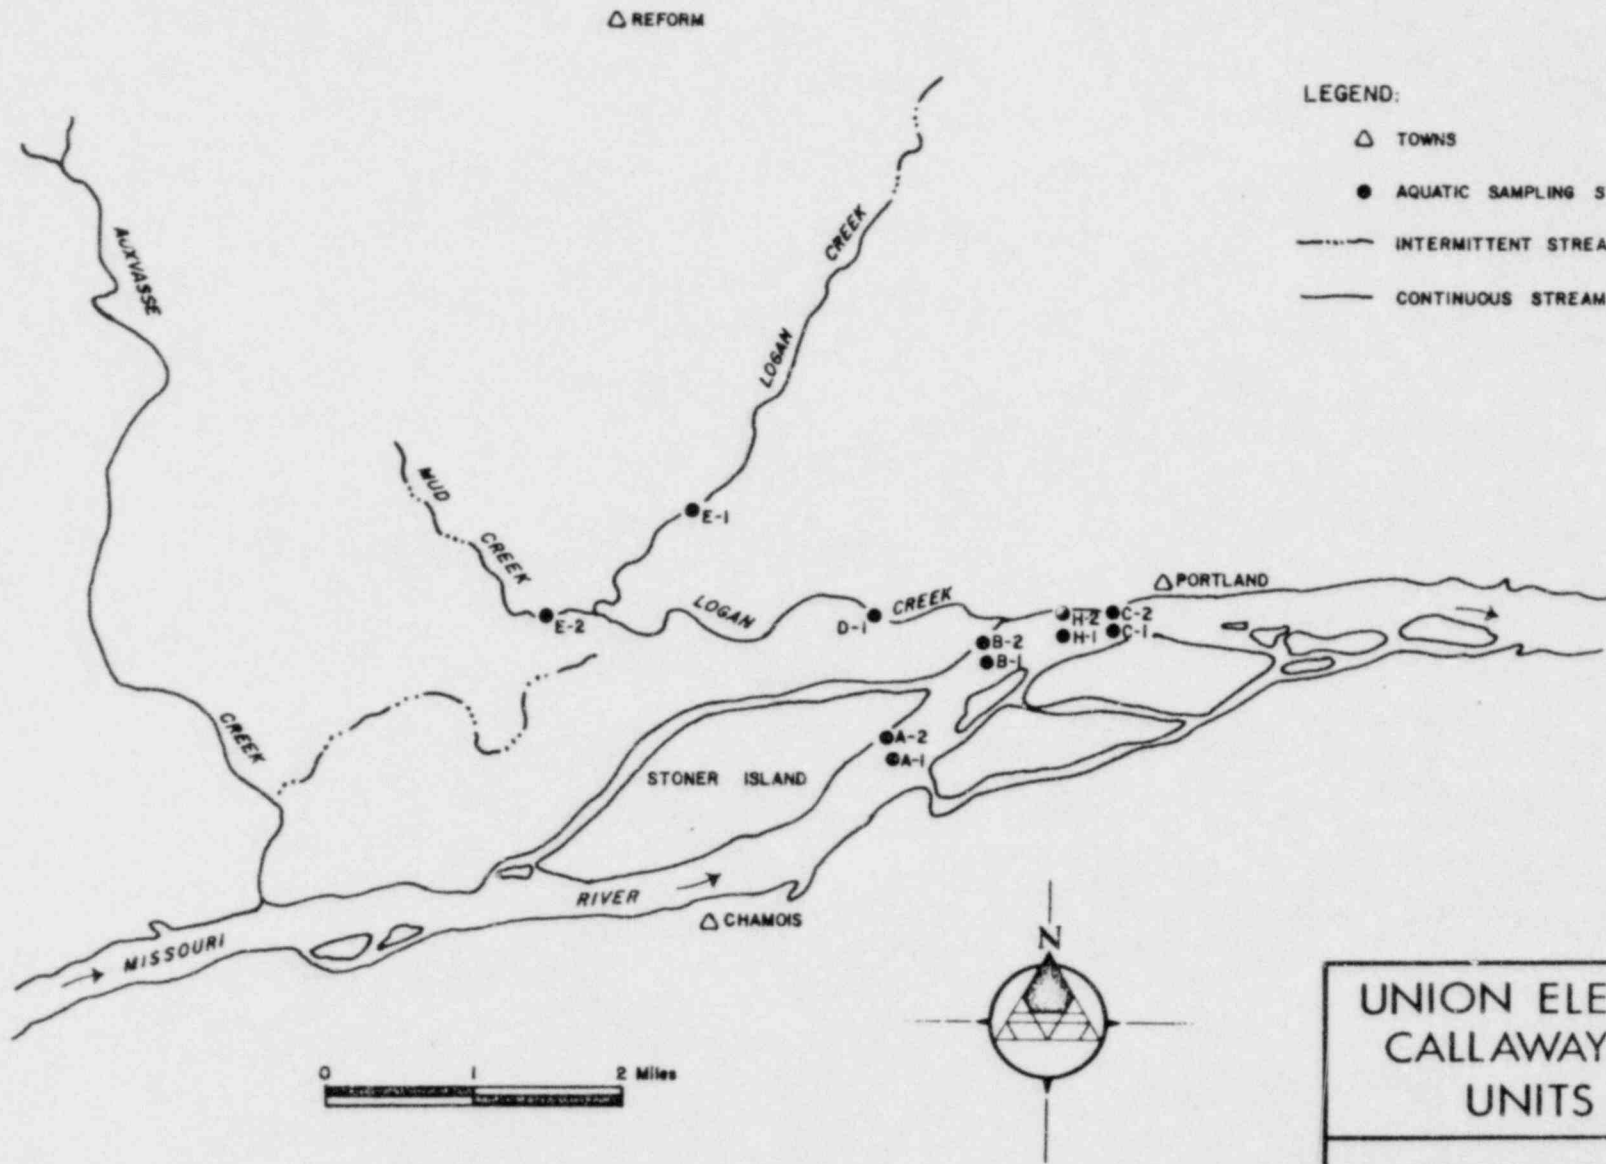 REFORM
LEGEND:
TOWNS
AQUATIC SAMPLING S
INTERMITTENT STREA
CONTINUOUS STREAM
AUXVASSE
CREEK
LOGAN
CREEK
MUD
CREEK
E-1
E-2
LOGAN
CREEK
D-1
PORTLAND
H-2
C-2
H-1
C-1
B-2
B-1
A-2
A-1
STONER ISLAND
MISSOURI
RIVER
CHAMOIS
N
0 1 2 Miles
UNION ELE
CALLAWAY
UNITS